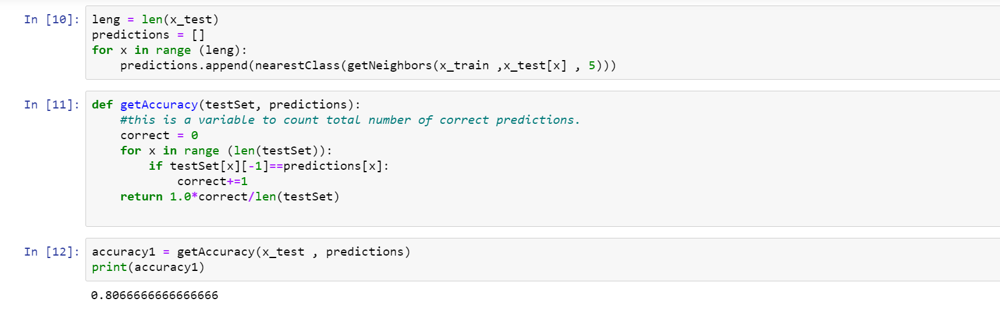 In [10]: leng = len(x_test)
predictions = []
for x in range (leng):
    predictions.append(nearestClass(getNeighbors(x_train ,x_test[x] , 5)))
In [11]: def getAccuracy(testSet, predictions):
    #this is a variable to count total number of correct predictions.
    correct = 0
    for x in range (len(testSet)):
        if testSet[x][-1]==predictions[x]:
            correct+=1
    return 1.0*correct/len(testSet)
In [12]: accuracy1 = getAccuracy(x_test , predictions)
print(accuracy1)
0.8066666666666666